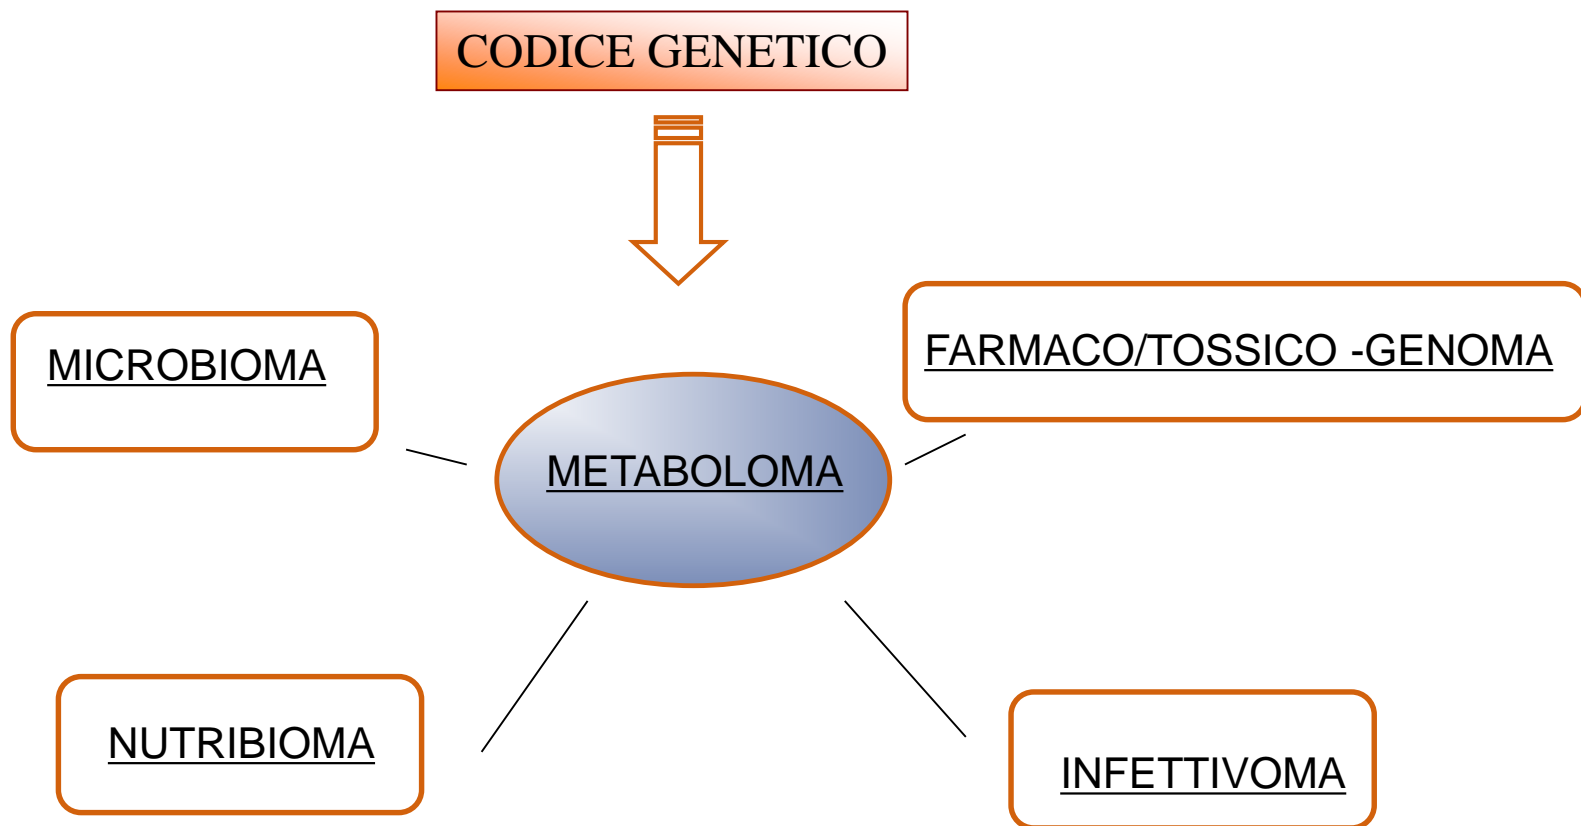 CODICE GENETICO
MICROBIOMA
FARMACO/TOSSICO -GENOMA
METABOLOMA
NUTRIBIOMA
INFETTIVOMA